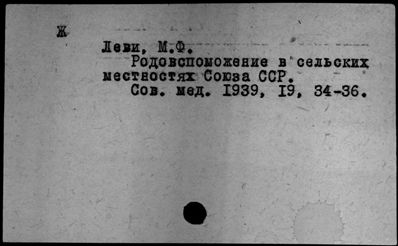 Ж
Леви, М.Ф.
Родовспоможение в сельских
местностях Союза ССР.
Сов. мед. 1939, 19, 34-36.